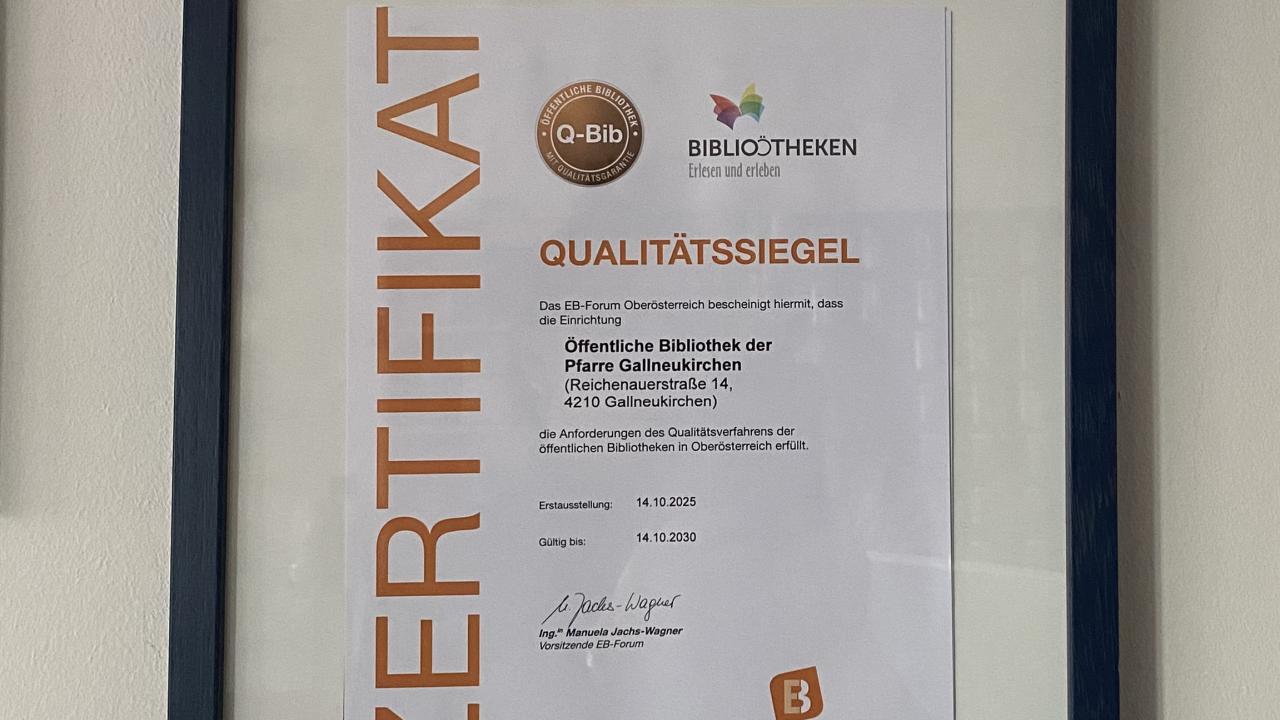 ZERTIFIKAT
ÖFFENTLICHE BIBLIOTHEK
Q-Bib
MIT QUALITÄTSGARANTIE
BIBLIOÖTHEKEN
Erlesen und erleben
QUALITÄTSSIEGEL
Das EB-Forum Oberösterreich bescheinigt hiermit, dass
die Einrichtung
Öffentliche Bibliothek der
Pfarre Gallneukirchen
(Reichenauerstraße 14,
4210 Gallneukirchen)
die Anforderungen des Qualitätsverfahrens der
öffentlichen Bibliotheken in Oberösterreich erfüllt.
Erstausstellung: 14.10.2025
Gültig bis: 14.10.2030
M. Jachs-Wagner
Ing.ⁱⁿ Manuela Jachs-Wagner
Vorsitzende EB-Forum
EB